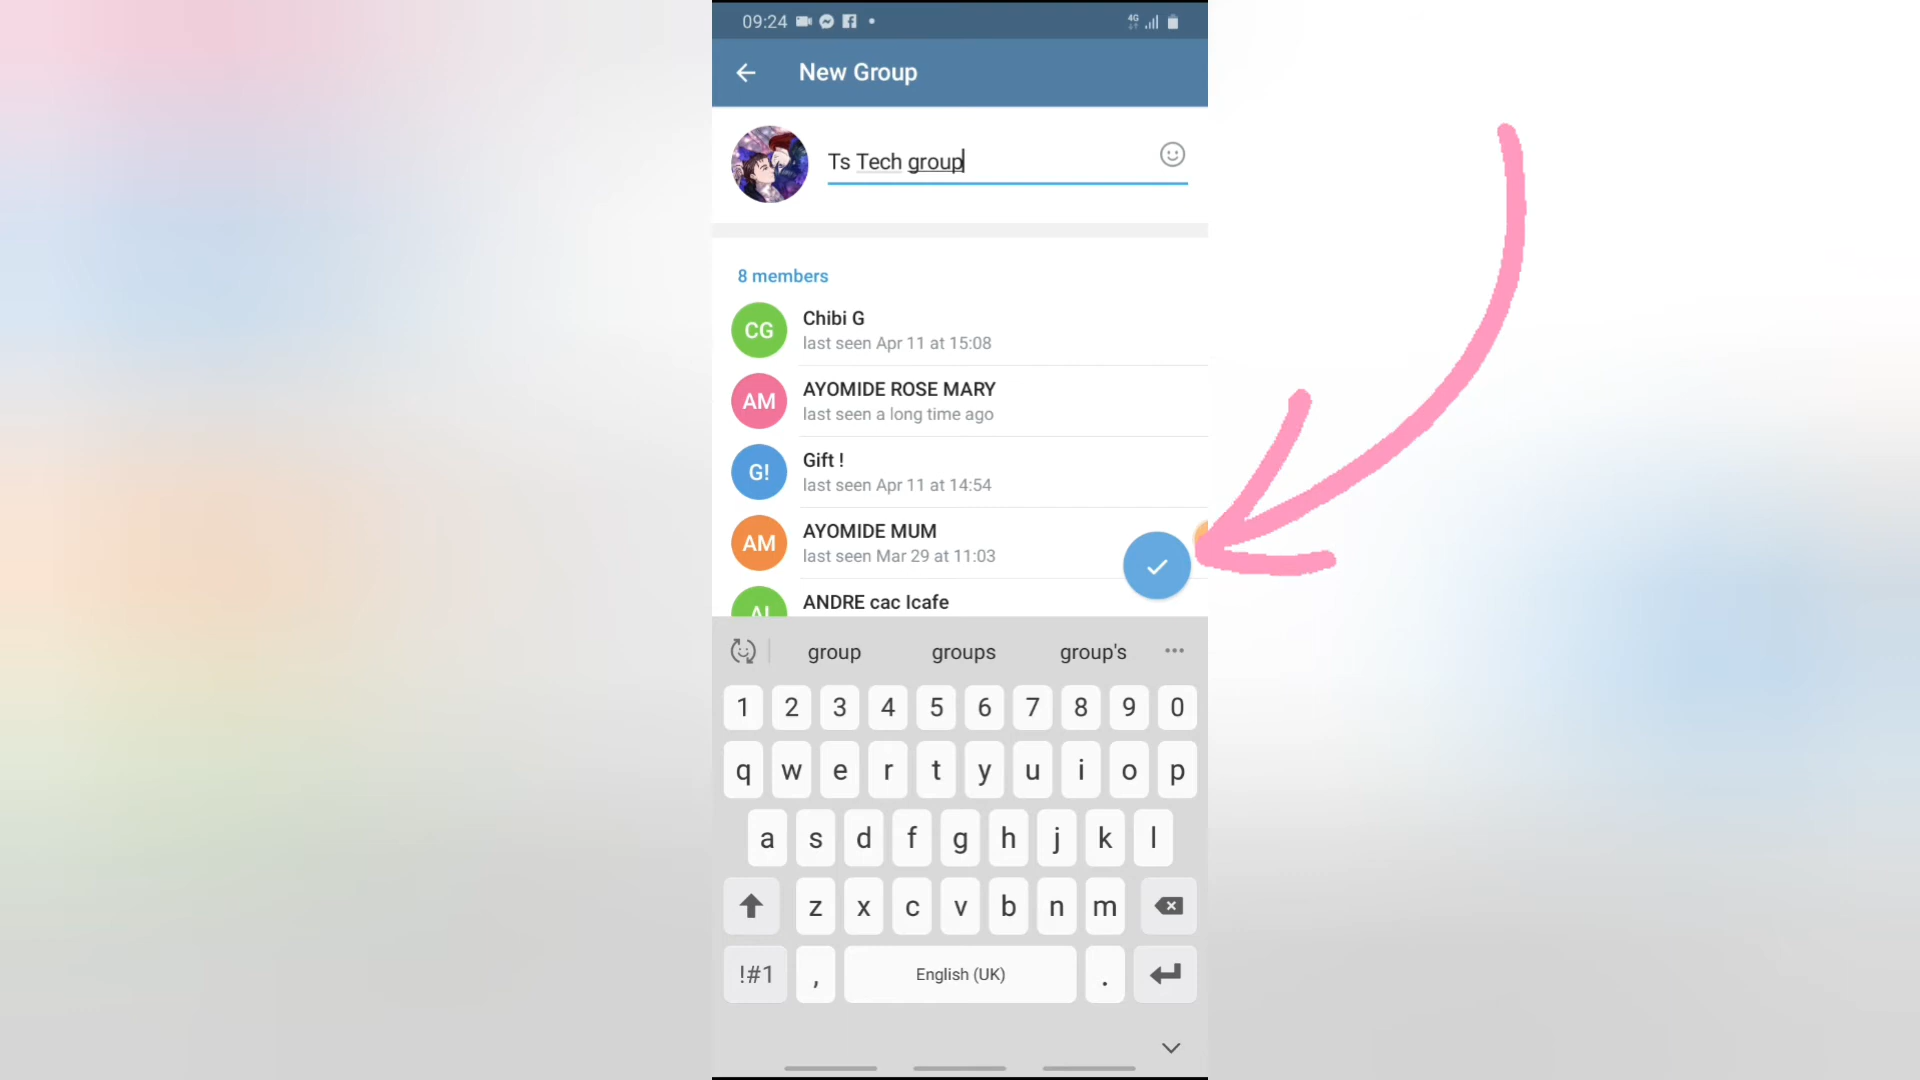 09:24 4G
New Group
Ts Tech group
8 members
CG Chibi G
last seen Apr 11 at 15:08
AM AYOMIDE ROSE MARY
last seen a long time ago
G! Gift !
last seen Apr 11 at 14:54
AM AYOMIDE MUM
last seen Mar 29 at 11:03
ANDRE cac Icafe
group groups group's
1 2 3 4 5 6 7 8 9 0
q w e r t y u i o p
a s d f g h j k l
z x c v b n m
!#1 , English (UK) .